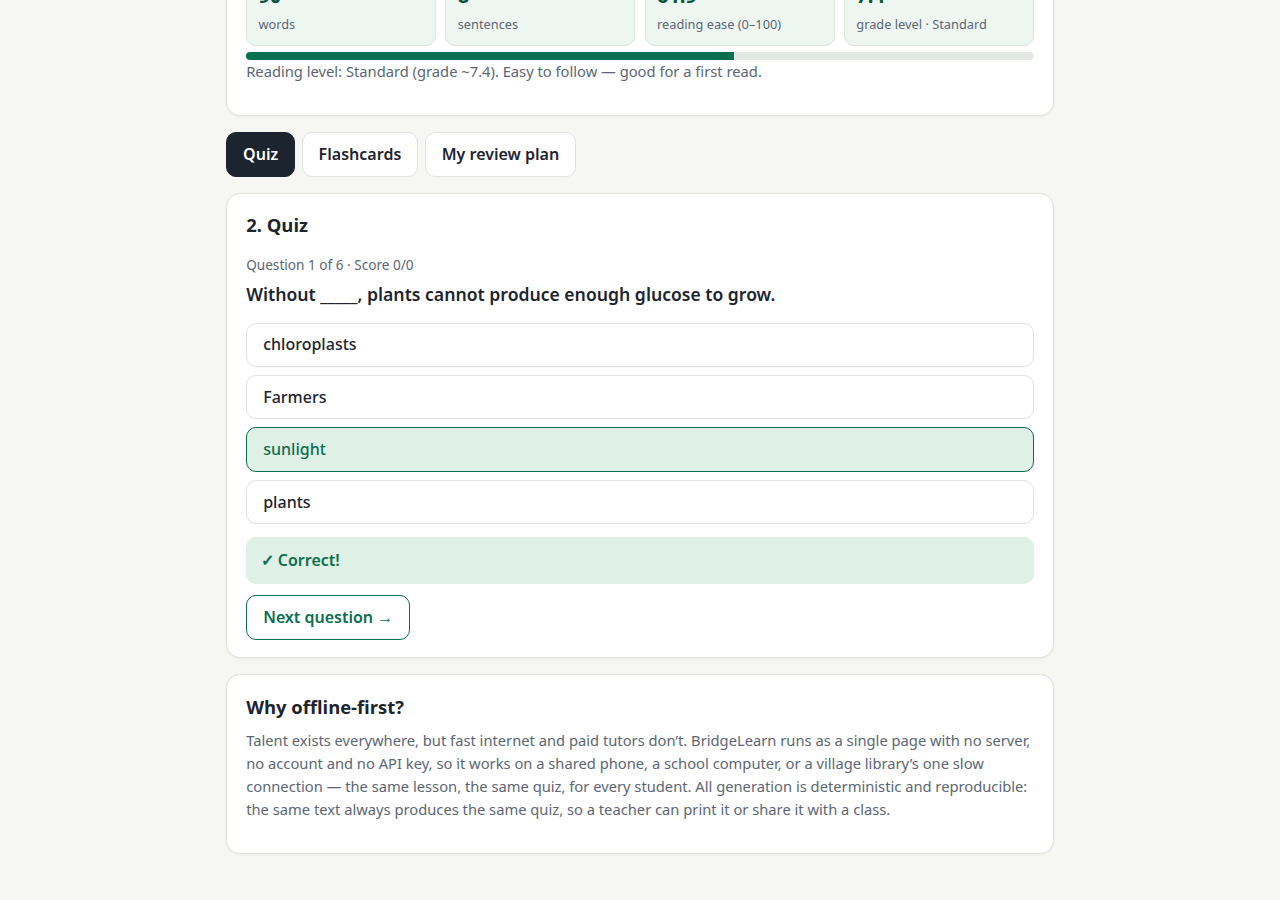 words
sentences
reading ease (0–100)
grade level · Standard
Reading level: Standard (grade ~7.4). Easy to follow — good for a first read.
Quiz
Flashcards
My review plan
2. Quiz
Question 1 of 6 · Score 0/0
Without _____, plants cannot produce enough glucose to grow.
chloroplasts
Farmers
sunlight
plants
✓ Correct!
Next question →
Why offline-first?
Talent exists everywhere, but fast internet and paid tutors don’t. BridgeLearn runs as a single page with no server,
no account and no API key, so it works on a shared phone, a school computer, or a village library’s one slow
connection — the same lesson, the same quiz, for every student. All generation is deterministic and reproducible:
the same text always produces the same quiz, so a teacher can print it or share it with a class.